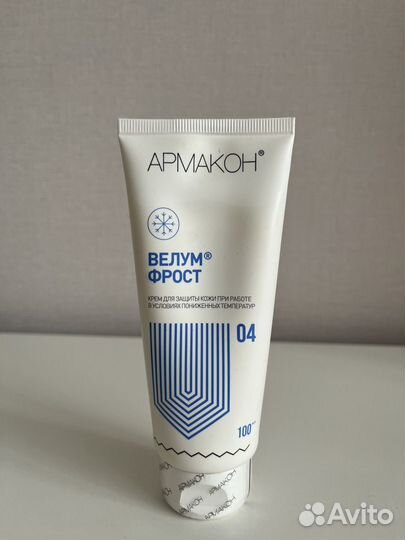 АРМАКОН®
ВЕЛУМ®
ФРОСТ
КРЕМ ДЛЯ ЗАЩИТЫ КОЖИ ПРИ РАБОТЕ
В УСЛОВИЯХ ПОНИЖЕННЫХ ТЕМПЕРАТУР
04
100
АРМАКОН
Avito